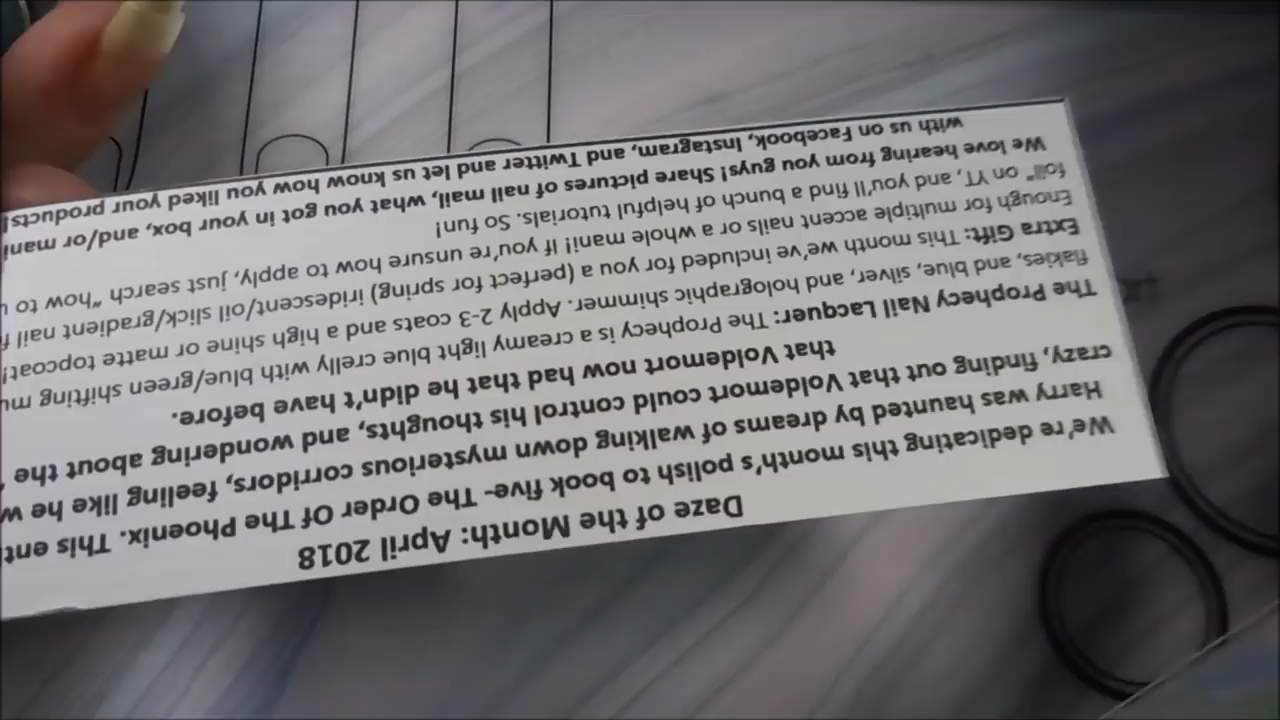 Daze of the Month: April 2018
We're dedicating this month's polish to book five- The Order Of The Phoenix. This
Harry was haunted by dreams of walking down mysterious corridors, feeling like he
crazy, finding out that Voldemort could control his thoughts, and wondering about the
that Voldemort now had that he didn't have before.
The Prophecy Nail Lacquer: The Prophecy is a creamy light blue crelly with blue/green shifting
flakies, and blue, silver, and holographic shimmer. Apply 2-3 coats and a high shine or matte topcoat!
Extra Gift: This month we've included for you a (perfect for spring) iridescent/oil slick/gradient nail
Enough for multiple accent nails or a whole mani! If you're unsure how to apply, just search "how to
foil" on YT, and you'll find a bunch of helpful tutorials. So fun!
We love hearing from you guys! Share pictures of nail mail, what you got in your box, and/or mani
with us on Facebook, Instagram, and Twitter and let us know how you liked your products!